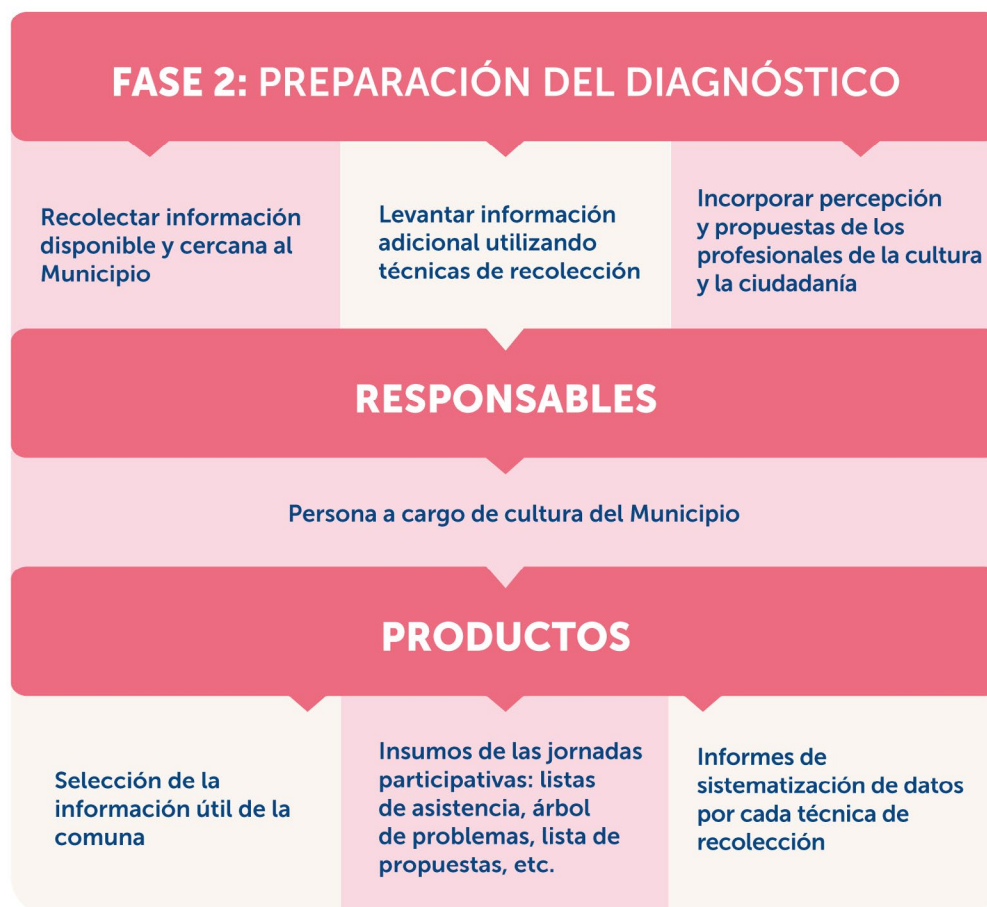 FASE 2: PREPARACIÓN DEL DIAGNÓSTICO
Recolectar información
disponible y cercana al
Municipio
Levantar información
adicional utilizando
técnicas de recolección
Incorporar percepción
y propuestas de los
profesionales de la cultura
y la ciudadanía
RESPONSABLES
Persona a cargo de cultura del Municipio
PRODUCTOS
Selección de la
información útil de la
comuna
Insumos de las jornadas
participativas: listas
de asistencia, árbol
de problemas, lista de
propuestas, etc.
Informes de
sistematización de datos
por cada técnica de
recolección